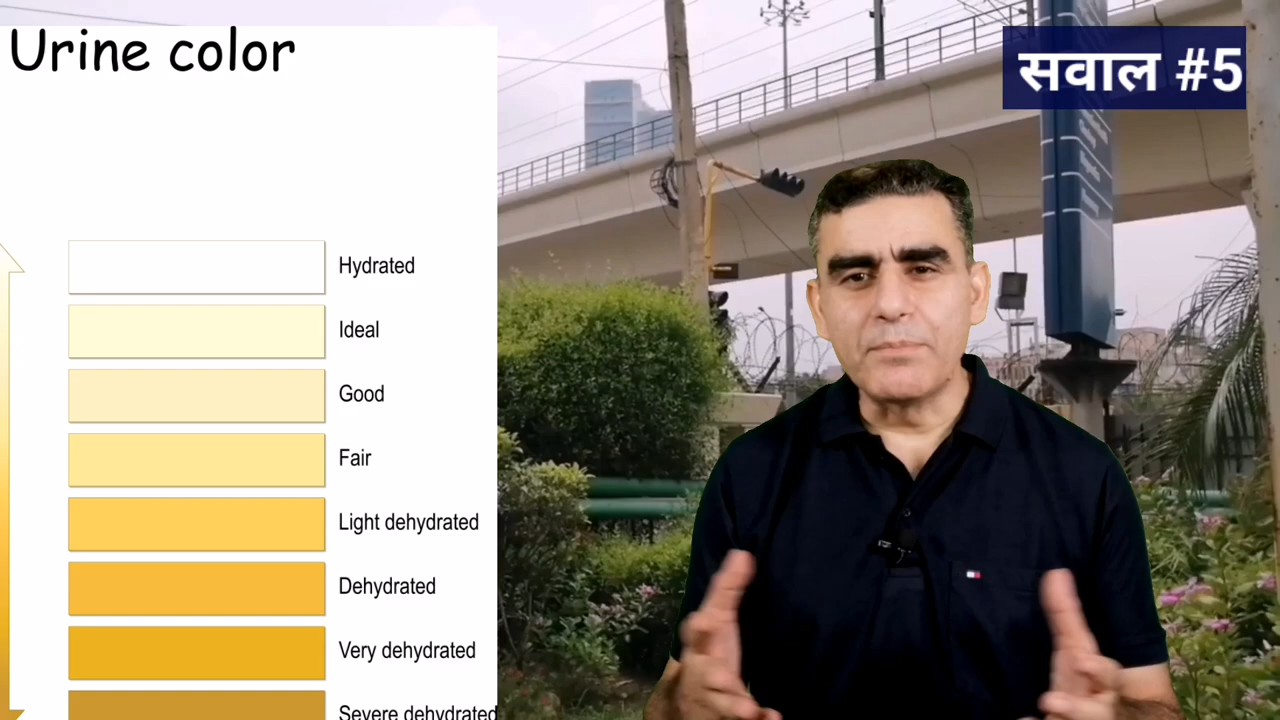 Urine color
सवाल #5
Hydrated
Ideal
Good
Fair
Light dehydrated
Dehydrated
Very dehydrated
Severe dehydrated